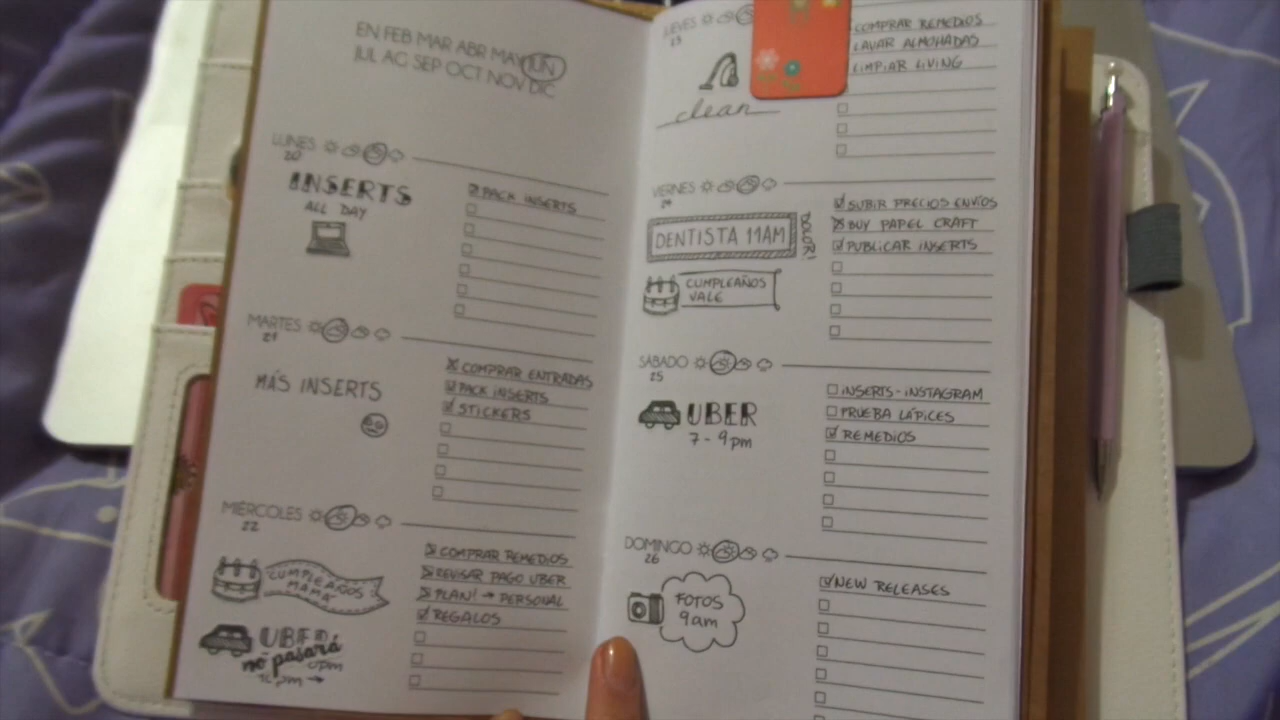 EN FEB MAR ABR MAY JUN
JUL AG SEP OCT NOV DIC
LUNES
20
INSERTS
ALL DAY
PACK INSERTS
MARTES
21
MÁS INSERTS
COMPRAR ENTRADAS
PACK INSERTS
STICKERS
MIÉRCOLES
22
CUMPLEAÑOS
MAMÁ
UBER
no pasará
pm →
COMPRAR REMEDIOS
REVISAR PAGO UBER
PLAN! → PERSONAL
REGALOS
JUEVES
23
clean
COMPRAR REMEDIOS
LAVAR ALMOHADAS
LIMPIAR LIVING
VIERNES
24
DENTISTA 11AM
DOLOR!
CUMPLEAÑOS
VALE
SUBIR PRECIOS ENVÍOS
BUY PAPEL CRAFT
PUBLICAR INSERTS
SÁBADO
25
UBER
7 - 9 pm
INSERTS - INSTAGRAM
PRUEBA LÁPICES
REMEDIOS
DOMINGO
26
FOTOS
9am
NEW RELEASES